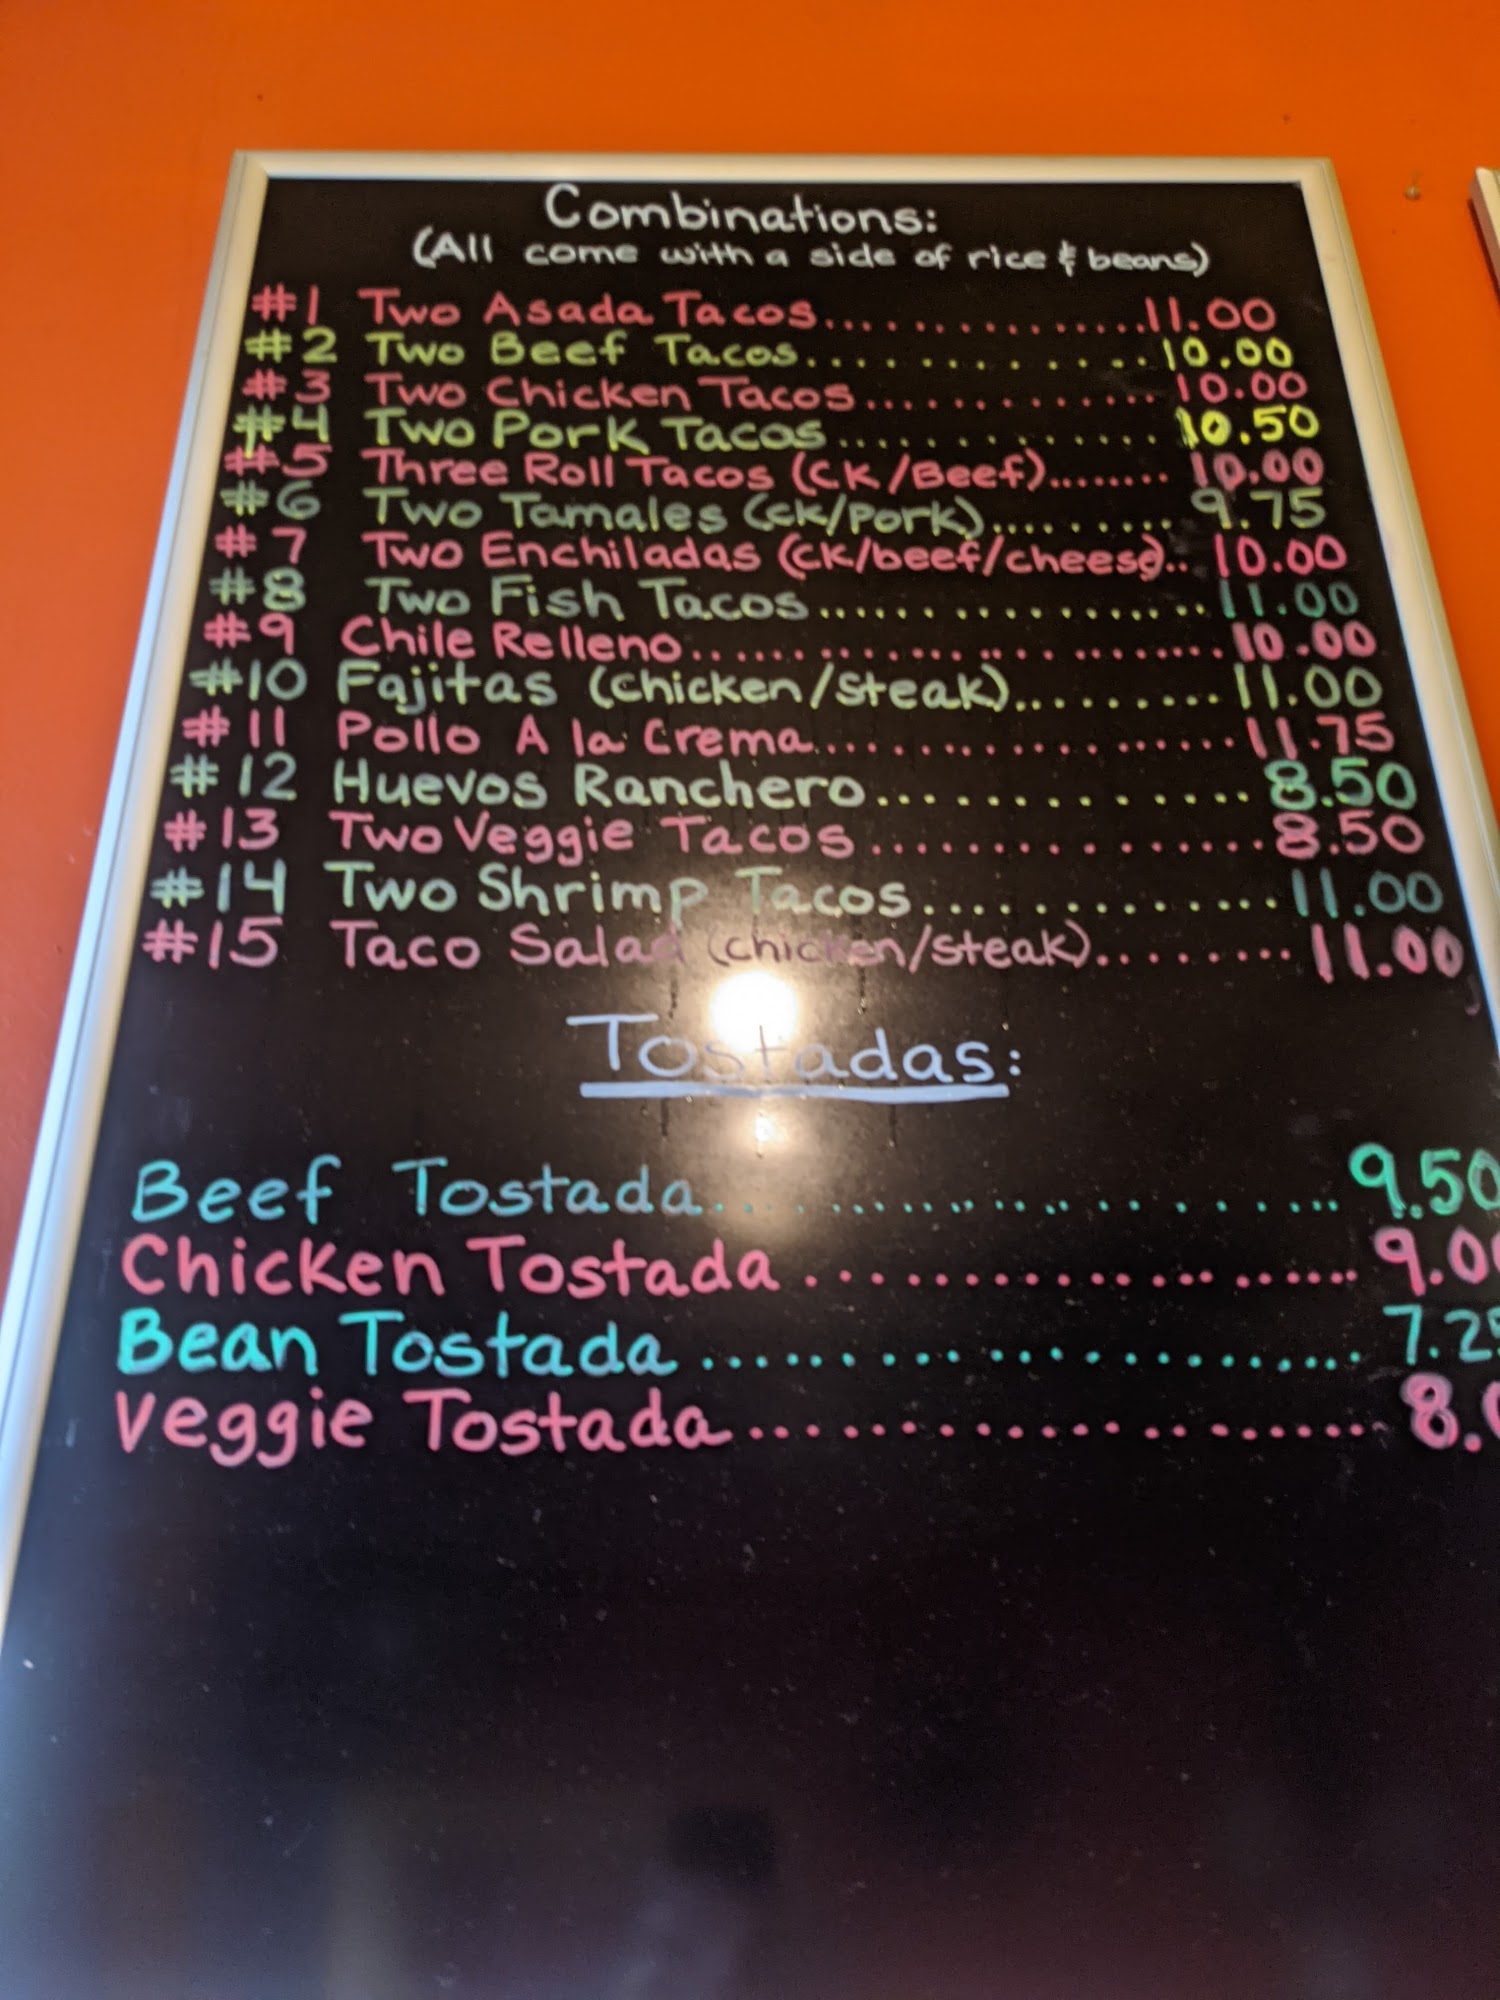 Combinations:
(All come with a side of rice & beans)
#1 Two Asada Tacos...................11.00
#2 Two Beef Tacos...............10.00
#3 Two Chicken Tacos.............10.00
#4 Two Pork Tacos..............10.50
#5 Three Roll Tacos (CK/Beef)........10.00
#6 Two Tamales (ck/pork)..........9.75
#7 Two Enchiladas (CK/beef/cheese)..10.00
#8 Two Fish Tacos...................11.00
#9 Chile Relleno........................10.00
#10 Fajitas (chicken/steak).........11.00
#11 Pollo A la Crema...................11.75
#12 Huevos Ranchero..............8.50
#13 Two Veggie Tacos................8.50
#14 Two Shrimp Tacos..............11.00
#15 Taco Salad (chicken/steak)........11.00
Tostadas:
Beef Tostada....................9.50
Chicken Tostada....................9.0
Bean Tostada......................7.2
Veggie Tostada......................8.